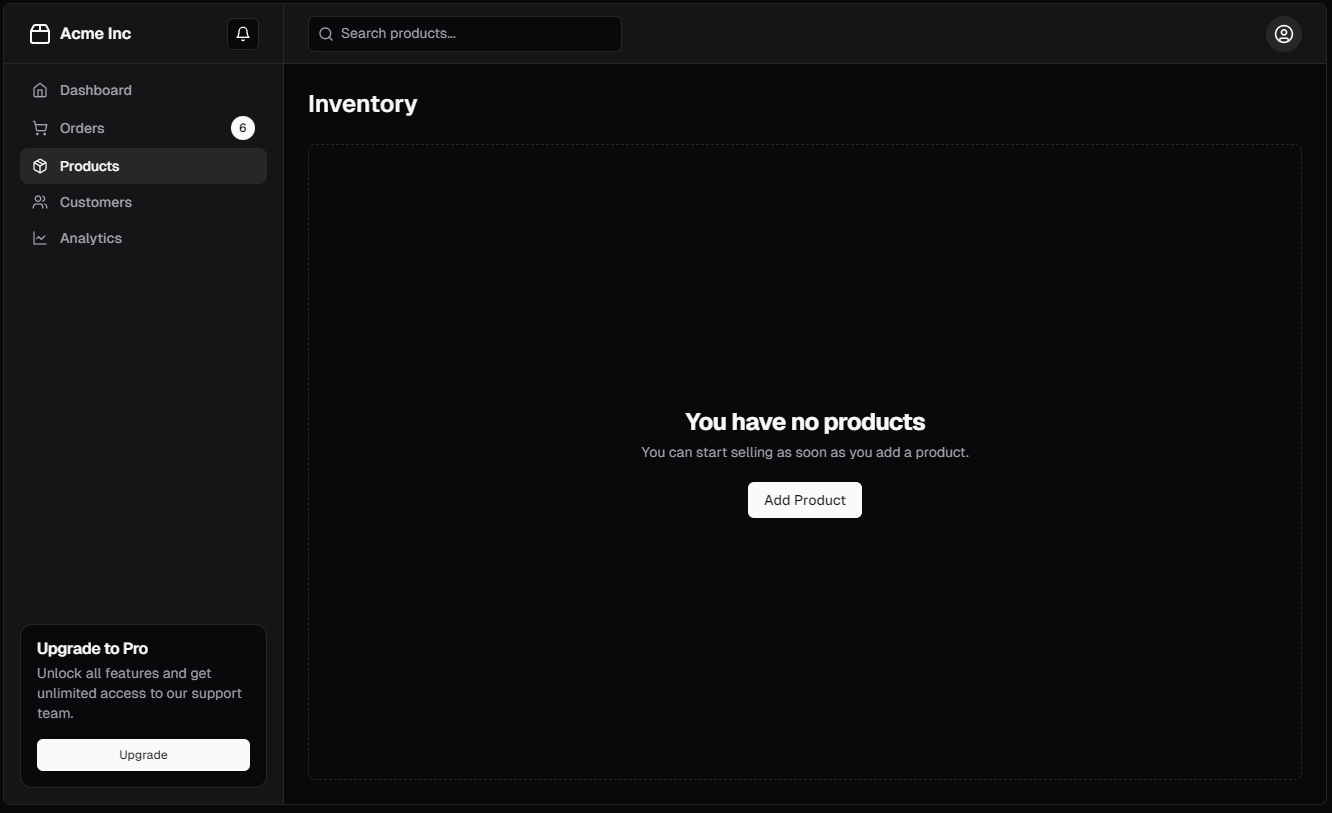 Acme Inc
Search products...
Dashboard
Orders
6
Products
Customers
Analytics
Inventory
You have no products
You can start selling as soon as you add a product.
Add Product
Upgrade to Pro
Unlock all features and get
unlimited access to our support
team.
Upgrade